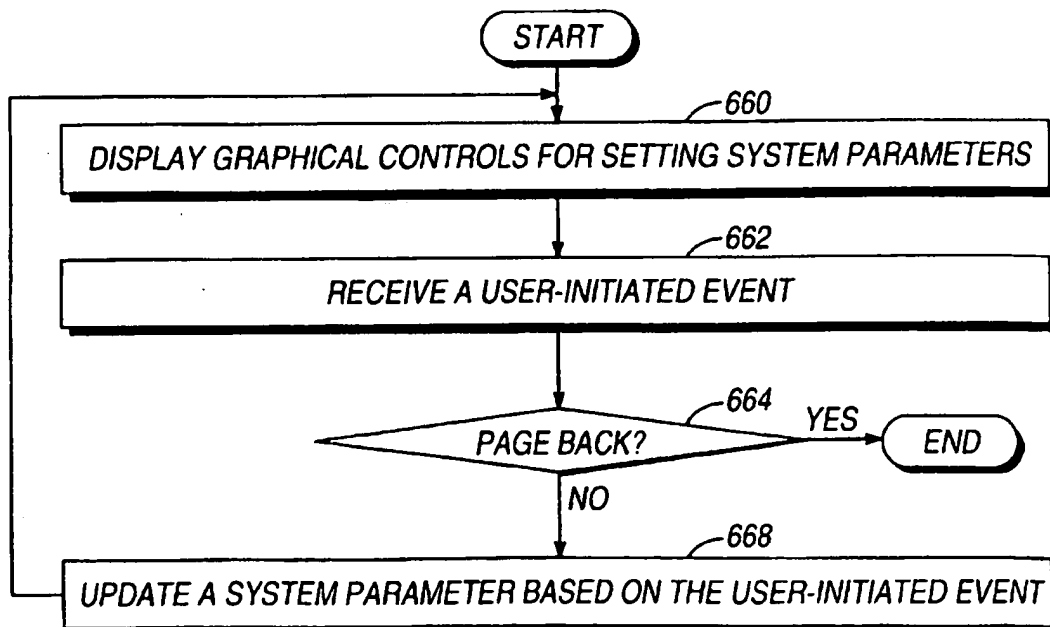 START
660
DISPLAY GRAPHICAL CONTROLS FOR SETTING SYSTEM PARAMETERS
662
RECEIVE A USER-INITIATED EVENT
664
PAGE BACK?
YES
END
NO
668
UPDATE A SYSTEM PARAMETER BASED ON THE USER-INITIATED EVENT